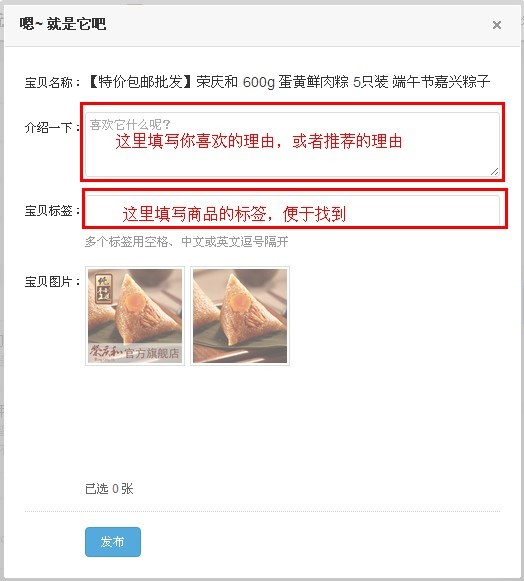 嗯~ 就是它吧
×
宝贝名称：【特价包邮批发】荣庆和 600g 蛋黄鲜肉粽 5只装 端午节嘉兴粽子
介绍一下：
喜欢它什么呢?
这里填写你喜欢的理由，或者推荐的理由
宝贝标签：
这里填写商品的标签，便于找到
多个标签用空格、中文或英文逗号隔开
宝贝图片：
荣庆和 官方旗舰店
已选 0 张
发布